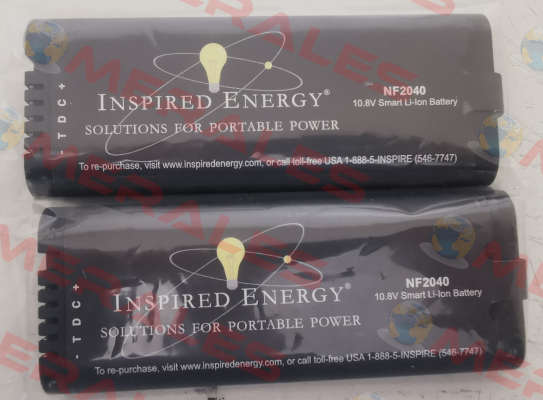 NF2040
10.8V Smart Li-Ion Battery
INSPIRED ENERGY®
SOLUTIONS FOR PORTABLE POWER
- T D C +
To re-purchase, visit www.inspiredenergy.com, or call toll-free USA 1-888-5-INSPIRE (546-7747)
NF2040
10.8V Smart Li-Ion Battery
INSPIRED ENERGY®
SOLUTIONS FOR PORTABLE POWER
- T D C +
To re-purchase, visit www.inspiredenergy.com, or call toll-free USA 1-888-5-INSPIRE (546-7747)
MERALES
MERALES